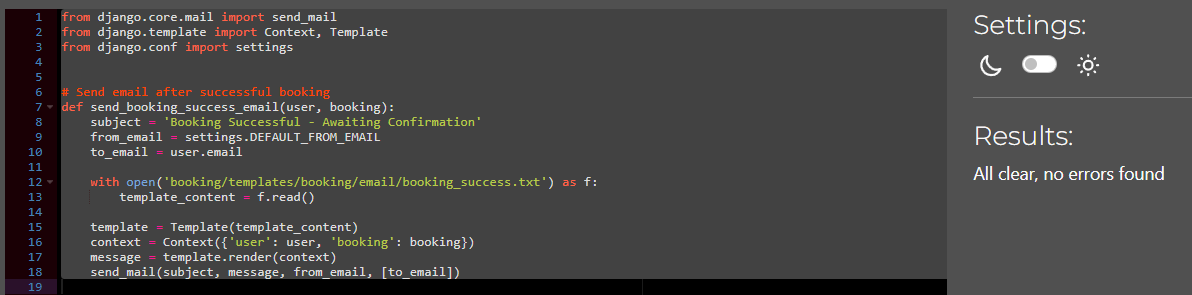 1 from django.core.mail import send_mail
2 from django.template import Context, Template
3 from django.conf import settings
4
5
6 # Send email after successful booking
7 def send_booking_success_email(user, booking):
8     subject = 'Booking Successful - Awaiting Confirmation'
9     from_email = settings.DEFAULT_FROM_EMAIL
10     to_email = user.email
11
12     with open('booking/templates/booking/email/booking_success.txt') as f:
13         template_content = f.read()
14
15     template = Template(template_content)
16     context = Context({'user': user, 'booking': booking})
17     message = template.render(context)
18     send_mail(subject, message, from_email, [to_email])
19
Settings:
Results:
All clear, no errors found